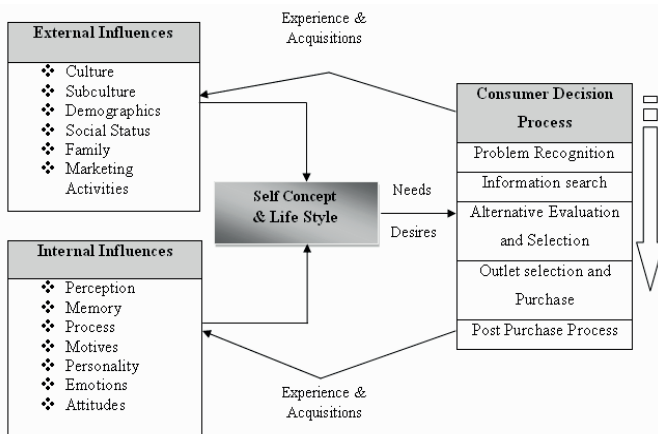 Experience &
Acquisitions
External Influences
❖ Culture
❖ Subculture
❖ Demographics
❖ Social Status
❖ Family
❖ Marketing
Activities
Self Concept
& Life Style
Needs
Desires
Consumer Decision
Process
Problem Recognition
Information search
Alternative Evaluation
and Selection
Outlet selection and
Purchase
Post Purchase Process
Internal Influences
❖ Perception
❖ Memory
❖ Process
❖ Motives
❖ Personality
❖ Emotions
❖ Attitudes
Experience &
Acquisitions